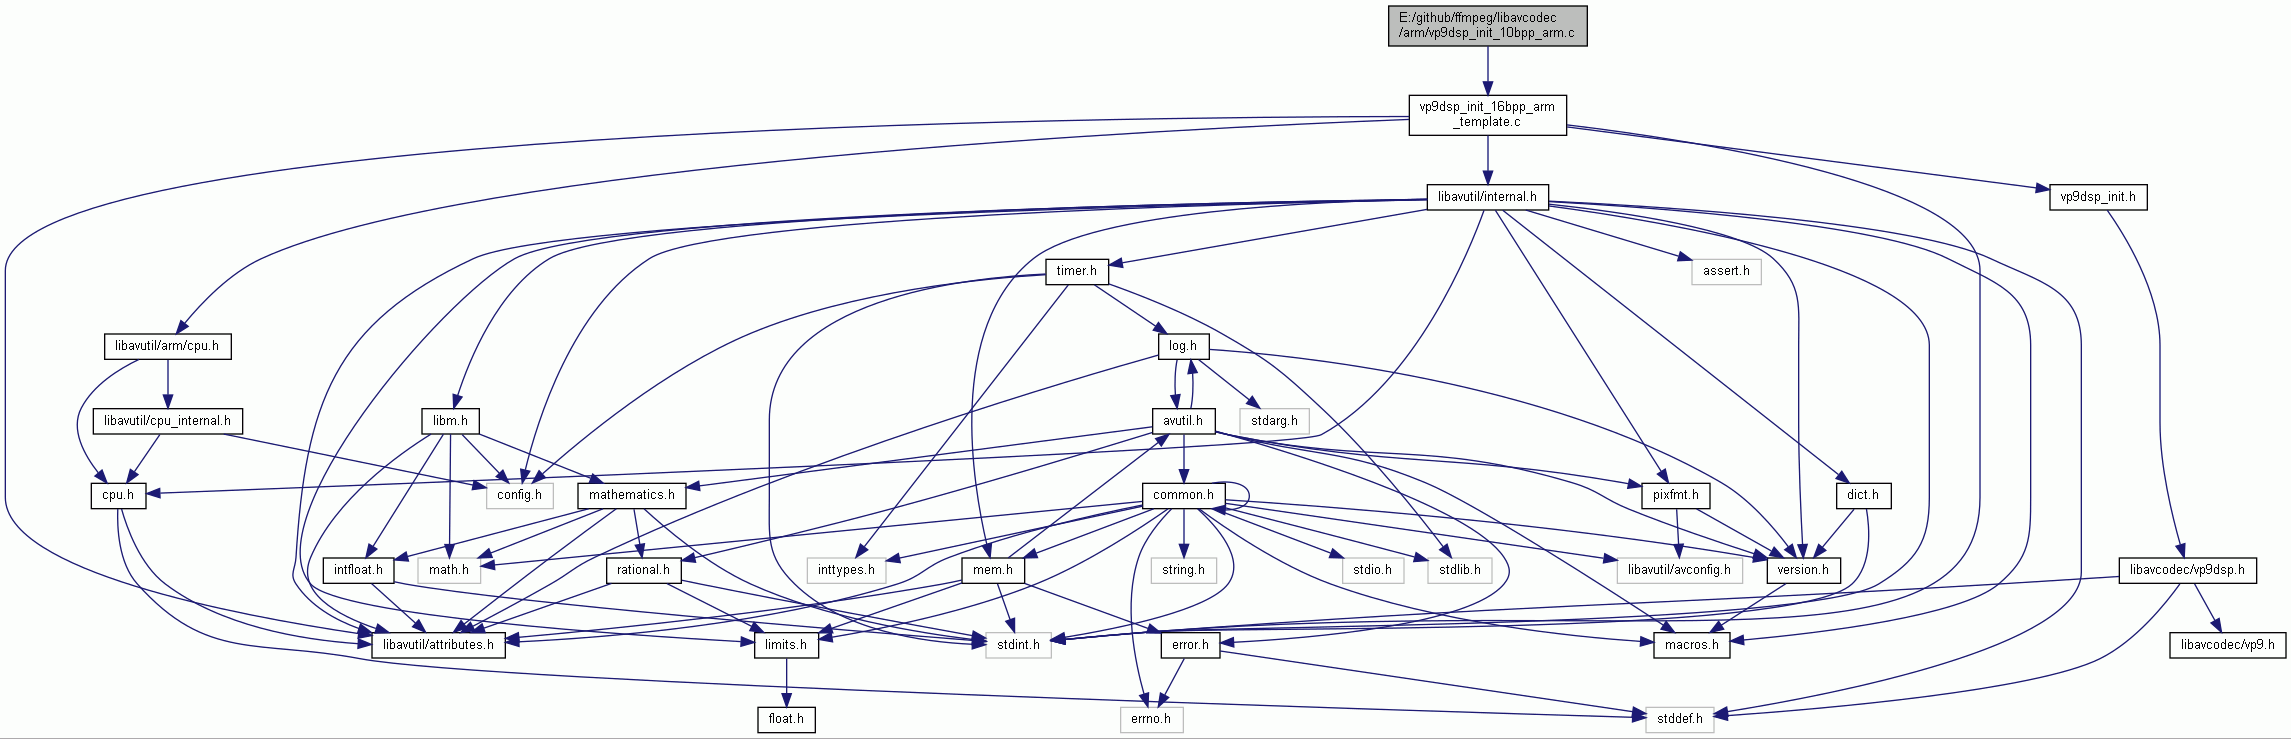 E:/github/ffmpeg/libavcodec
/arm/vp9dsp_init_10bpp_arm.c
vp9dsp_init_16bpp_arm
_template.c
libavutil/internal.h
vp9dsp_init.h
timer.h
assert.h
libavutil/arm/cpu.h
log.h
libavutil/cpu_internal.h
libm.h
avutil.h
stdarg.h
cpu.h
config.h
mathematics.h
common.h
pixfmt.h
dict.h
intfloat.h
math.h
rational.h
inttypes.h
mem.h
string.h
stdio.h
stdlib.h
libavutil/avconfig.h
version.h
libavcodec/vp9dsp.h
libavutil/attributes.h
limits.h
stdint.h
error.h
macros.h
libavcodec/vp9.h
float.h
errno.h
stddef.h